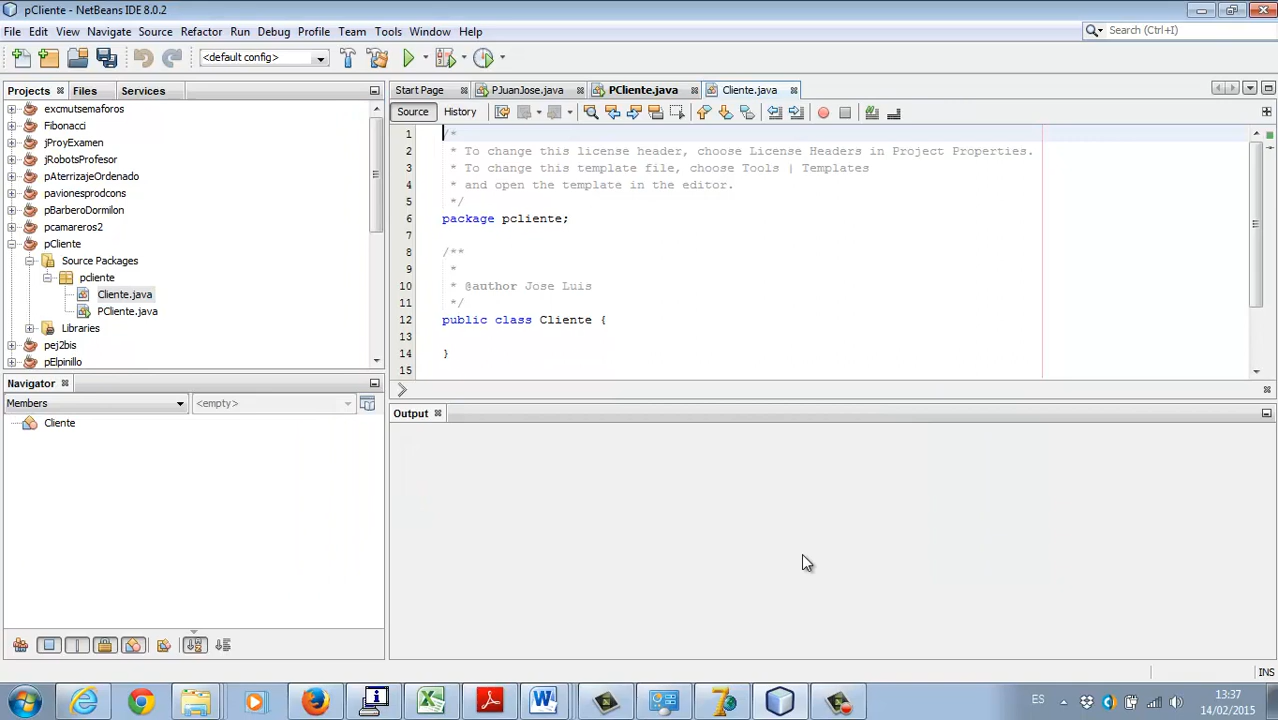 pCliente - NetBeans IDE 8.0.2
File Edit View Navigate Source Refactor Run Debug Profile Team Tools Window Help
Search (Ctrl+I)
<default config>
Projects Files Services
Start Page PJuanJose.java PCliente.java Cliente.java
Source History
excmutsemaforos
Fibonacci
jProyExamen
jRobotsProfesor
pAterrizajeOrdenado
pavionesprodcons
pBarberoDormilon
pcamareros2
pCliente
Source Packages
pcliente
Cliente.java
PCliente.java
Libraries
pej2bis
pElpinillo
1 /*
2 * To change this license header, choose License Headers in Project Properties.
3 * To change this template file, choose Tools | Templates
4 * and open the template in the editor.
5 */
6 package pcliente;
7
8 /**
9 *
10 * @author Jose Luis
11 */
12 public class Cliente {
13
14 }
15
Navigator
Members <empty>
Cliente
Output
INS
ES
13:37
14/02/2015